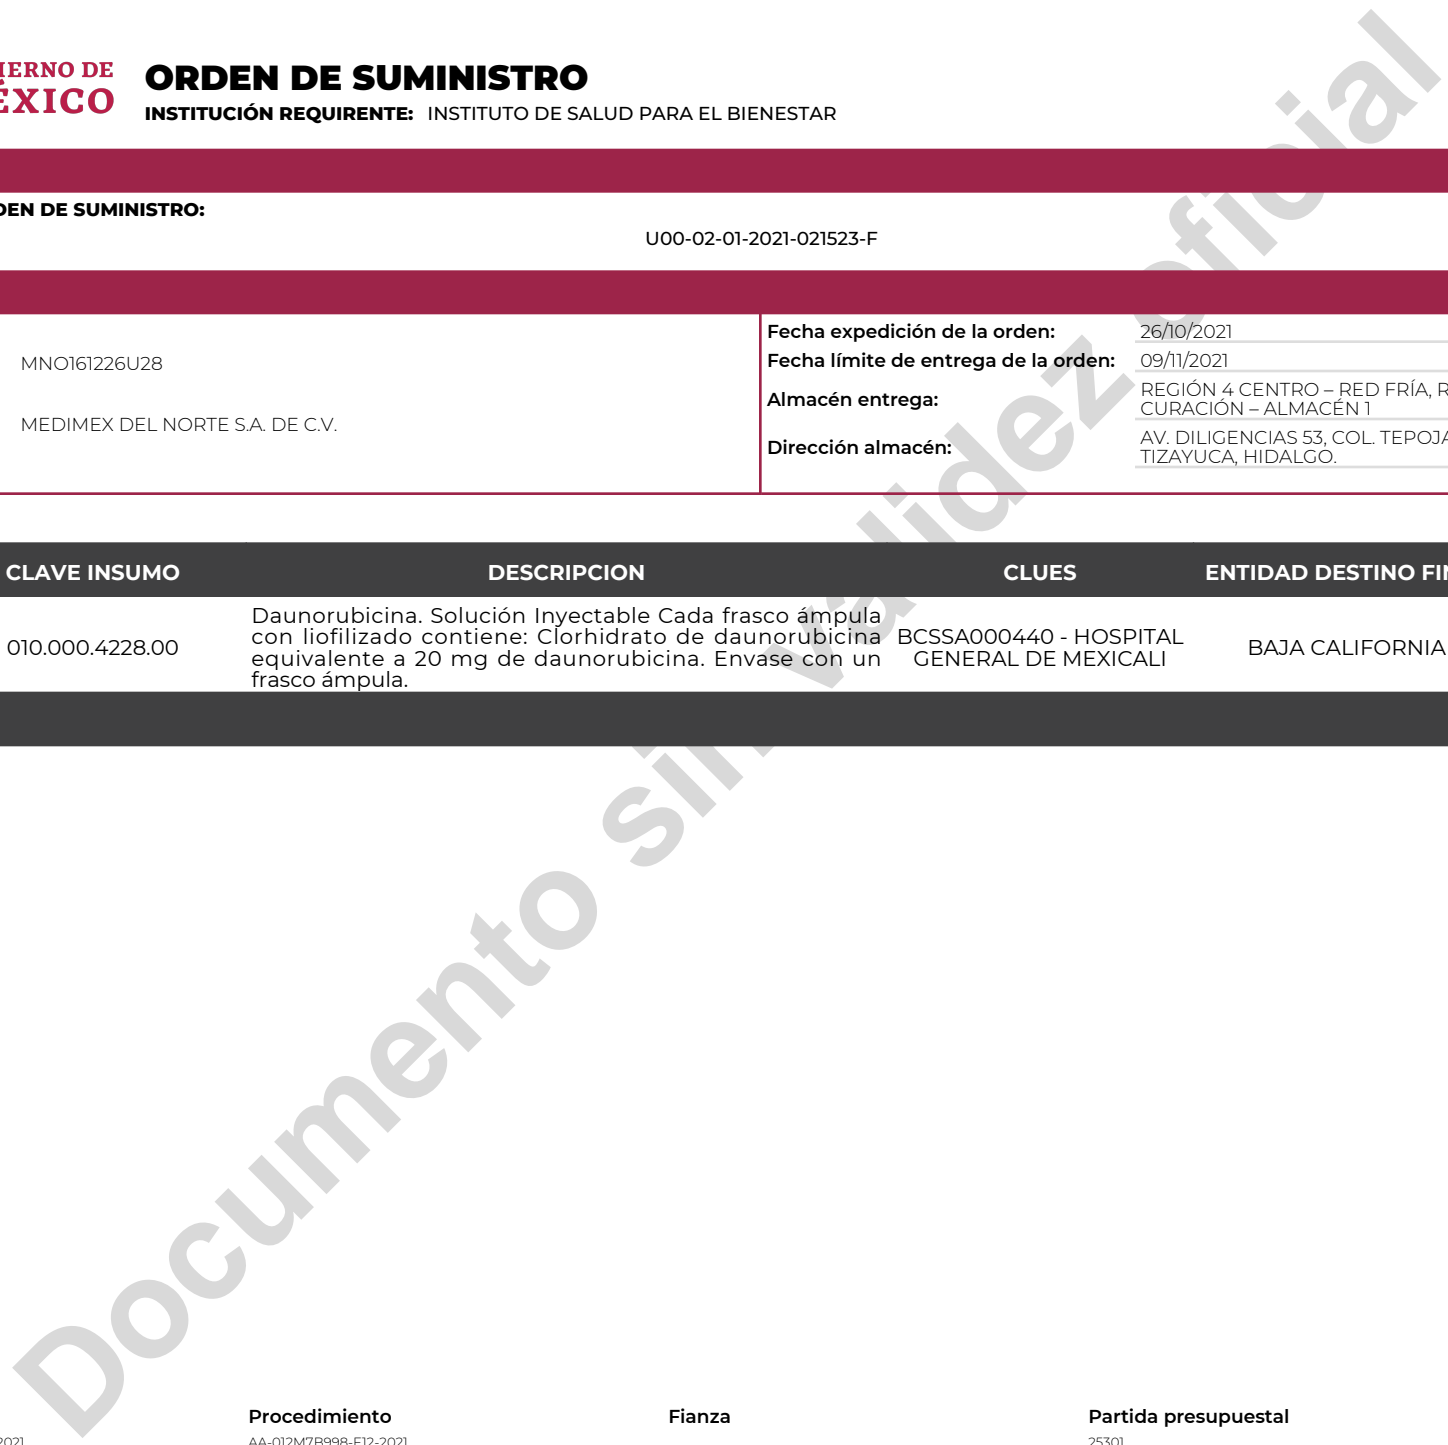 ORDEN DE SUMINISTRO
INSTITUCIÓN REQUIRENTE: INSTITUTO DE SALUD PARA EL BIENESTAR
DE
DE SUMINISTRO:
U00-02-01-2021-021523-F
MNO161226U28
MEDIMEX DEL NORTE S.A. DE C.V.
Fecha expedición de la orden: 26/10/2021
Fecha límite de entrega de la orden: 09/11/2021
Almacén entrega: REGIÓN 4 CENTRO – RED FRÍA,
CURACIÓN – ALMACÉN 1
Dirección almacén: AV. DILIGENCIAS 53, COL.
TIZAYUCA, HIDALGO.
CLAVE INSUMO DESCRIPCION CLUES ENTIDAD DESTINO
010.000.4228.00
Daunorubicina. Solución Inyectable Cada frasco ámpula
con liofilizado contiene: Clorhidrato de daunorubicina
equivalente a 20 mg de daunorubicina. Envase con un
frasco ámpula.
BCSSA000440 - HOSPITAL
GENERAL DE MEXICALI
BAJA CALIFORNIA
Documento sin validez oficial
Procedimiento Fianza Partida presupuestal
AA-012M7B998-E12-2021 25301